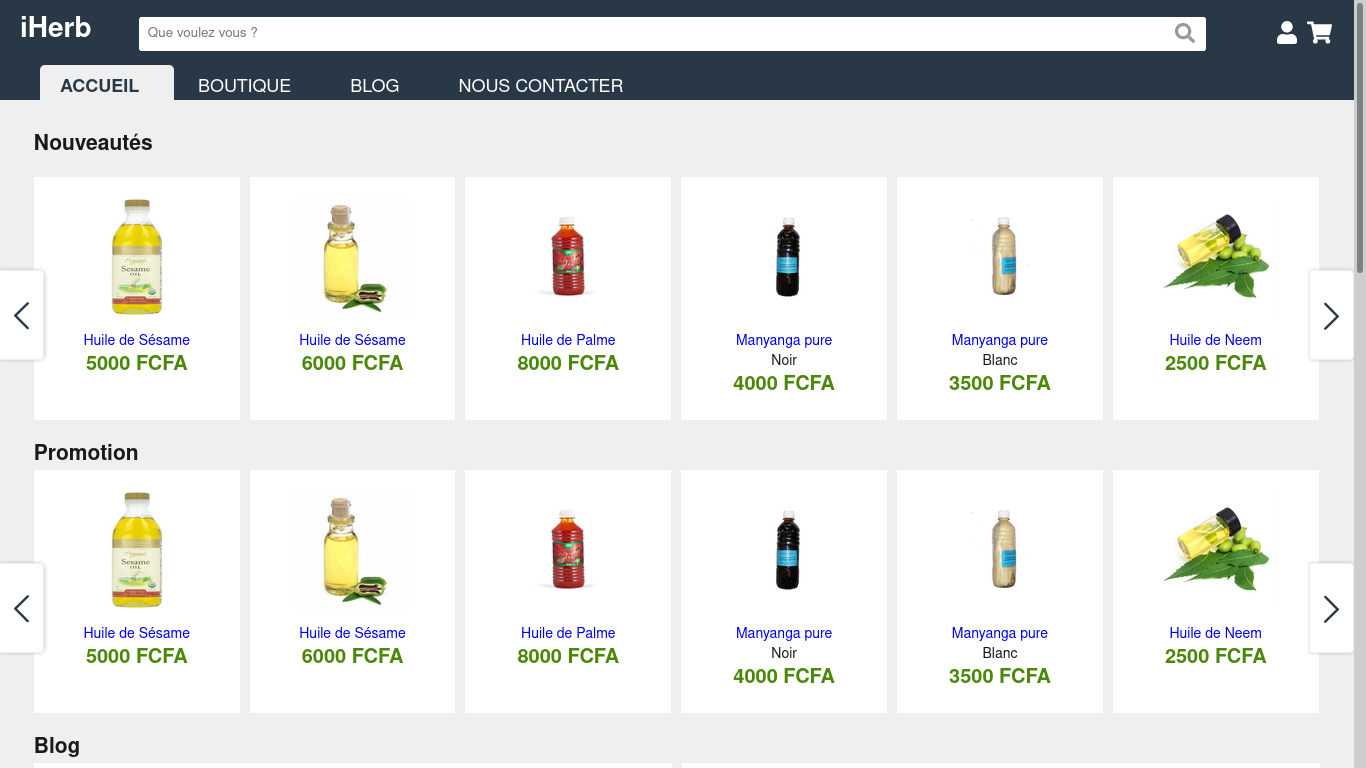 iHerb
Que voulez vous ?
ACCUEIL BOUTIQUE BLOG NOUS CONTACTER
Nouveautés
Sesame
OIL
Huile de Sésame
5000 FCFA
Huile de Sésame
6000 FCFA
Huile de Palme
8000 FCFA
Manyanga pure
Noir
4000 FCFA
Manyanga pure
Blanc
3500 FCFA
Huile de Neem
2500 FCFA
Promotion
Sesame
OIL
Huile de Sésame
5000 FCFA
Huile de Sésame
6000 FCFA
Huile de Palme
8000 FCFA
Manyanga pure
Noir
4000 FCFA
Manyanga pure
Blanc
3500 FCFA
Huile de Neem
2500 FCFA
Blog